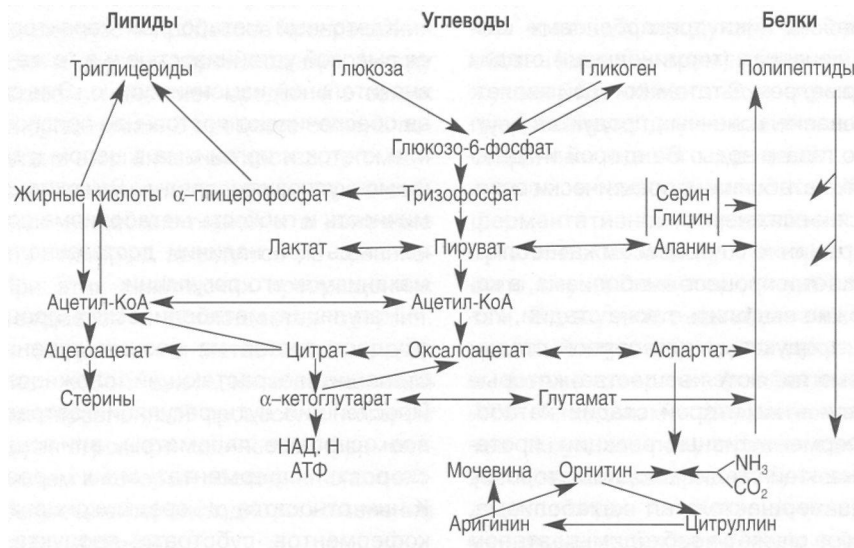 Липиды Углеводы Белки
Триглицериды Глюкоза Гликоген Полипептиды
Глюкозо-6-фосфат
Жирные кислоты α–глицерофосфат Тризофосфат Серин
Глицин
Лактат Пируват Аланин
Ацетил-КоА Ацетил-КоА
Ацетоацетат Цитрат Оксалоацетат Аспартат
Стерины α-кетоглутарат Глутамат
НАД. Н
АТФ
Мочевина Орнитин NH3
CO2
Аригинин Цитруллин